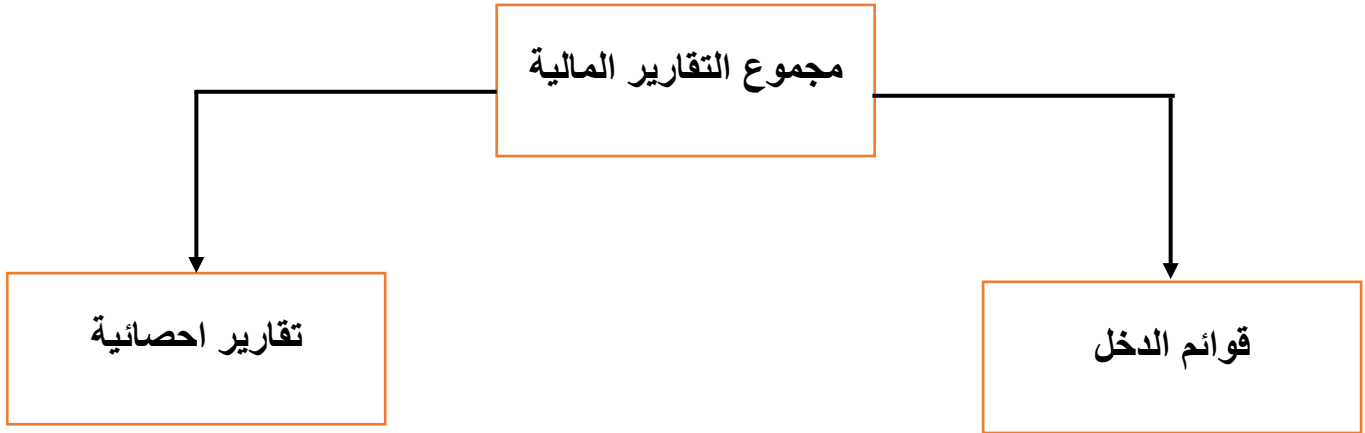 مجموع التقارير المالية
قوائم الدخل
تقارير احصائية